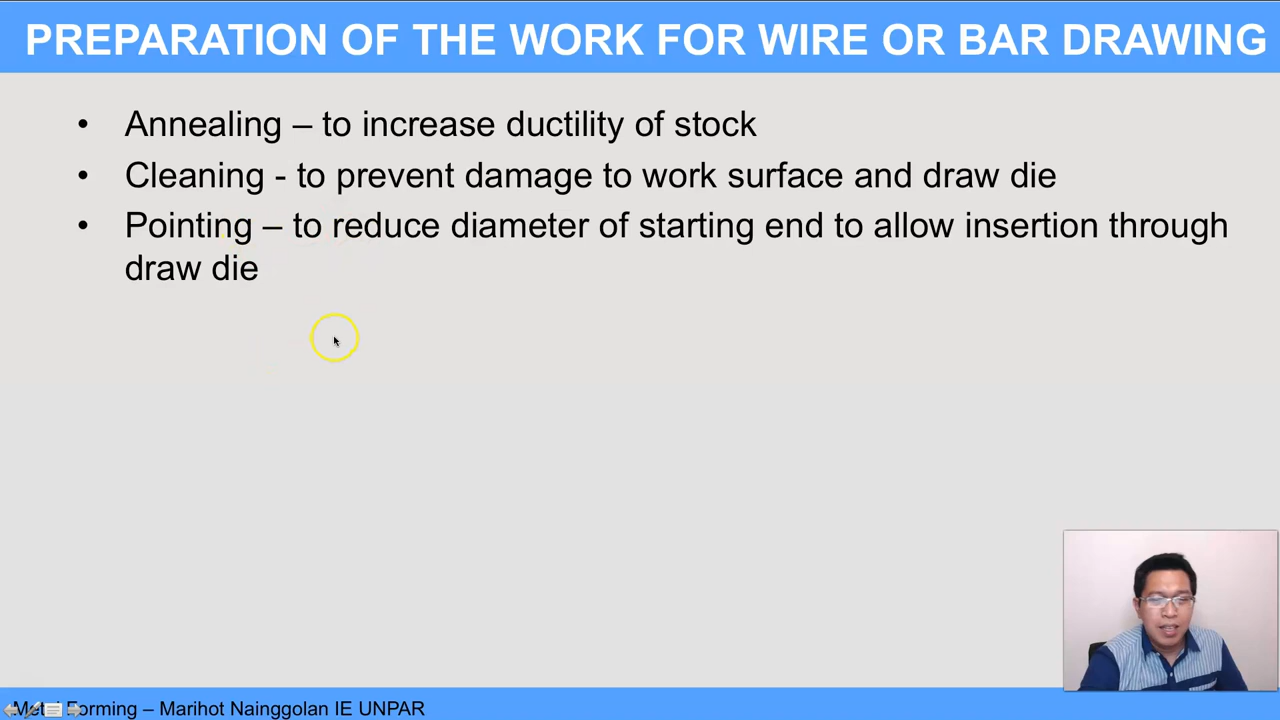 PREPARATION OF THE WORK FOR WIRE OR BAR DRAWING
• Annealing – to increase ductility of stock
• Cleaning - to prevent damage to work surface and draw die
• Pointing – to reduce diameter of starting end to allow insertion through
draw die
Metal Forming – Marihot Nainggolan IE UNPAR